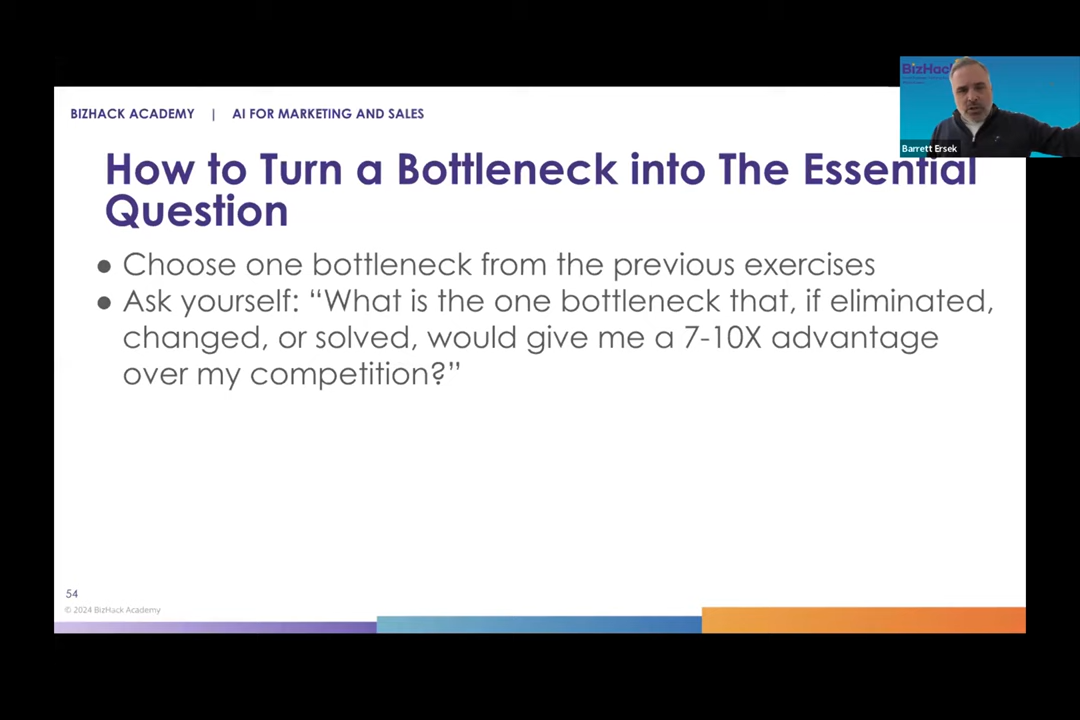 BizHac
Barrett Ersek
BIZHACK ACADEMY | AI FOR MARKETING AND SALES
How to Turn a Bottleneck into The Essential
Question
● Choose one bottleneck from the previous exercises
● Ask yourself: “What is the one bottleneck that, if eliminated,
changed, or solved, would give me a 7-10X advantage
over my competition?”
54
© 2024 BizHack Academy